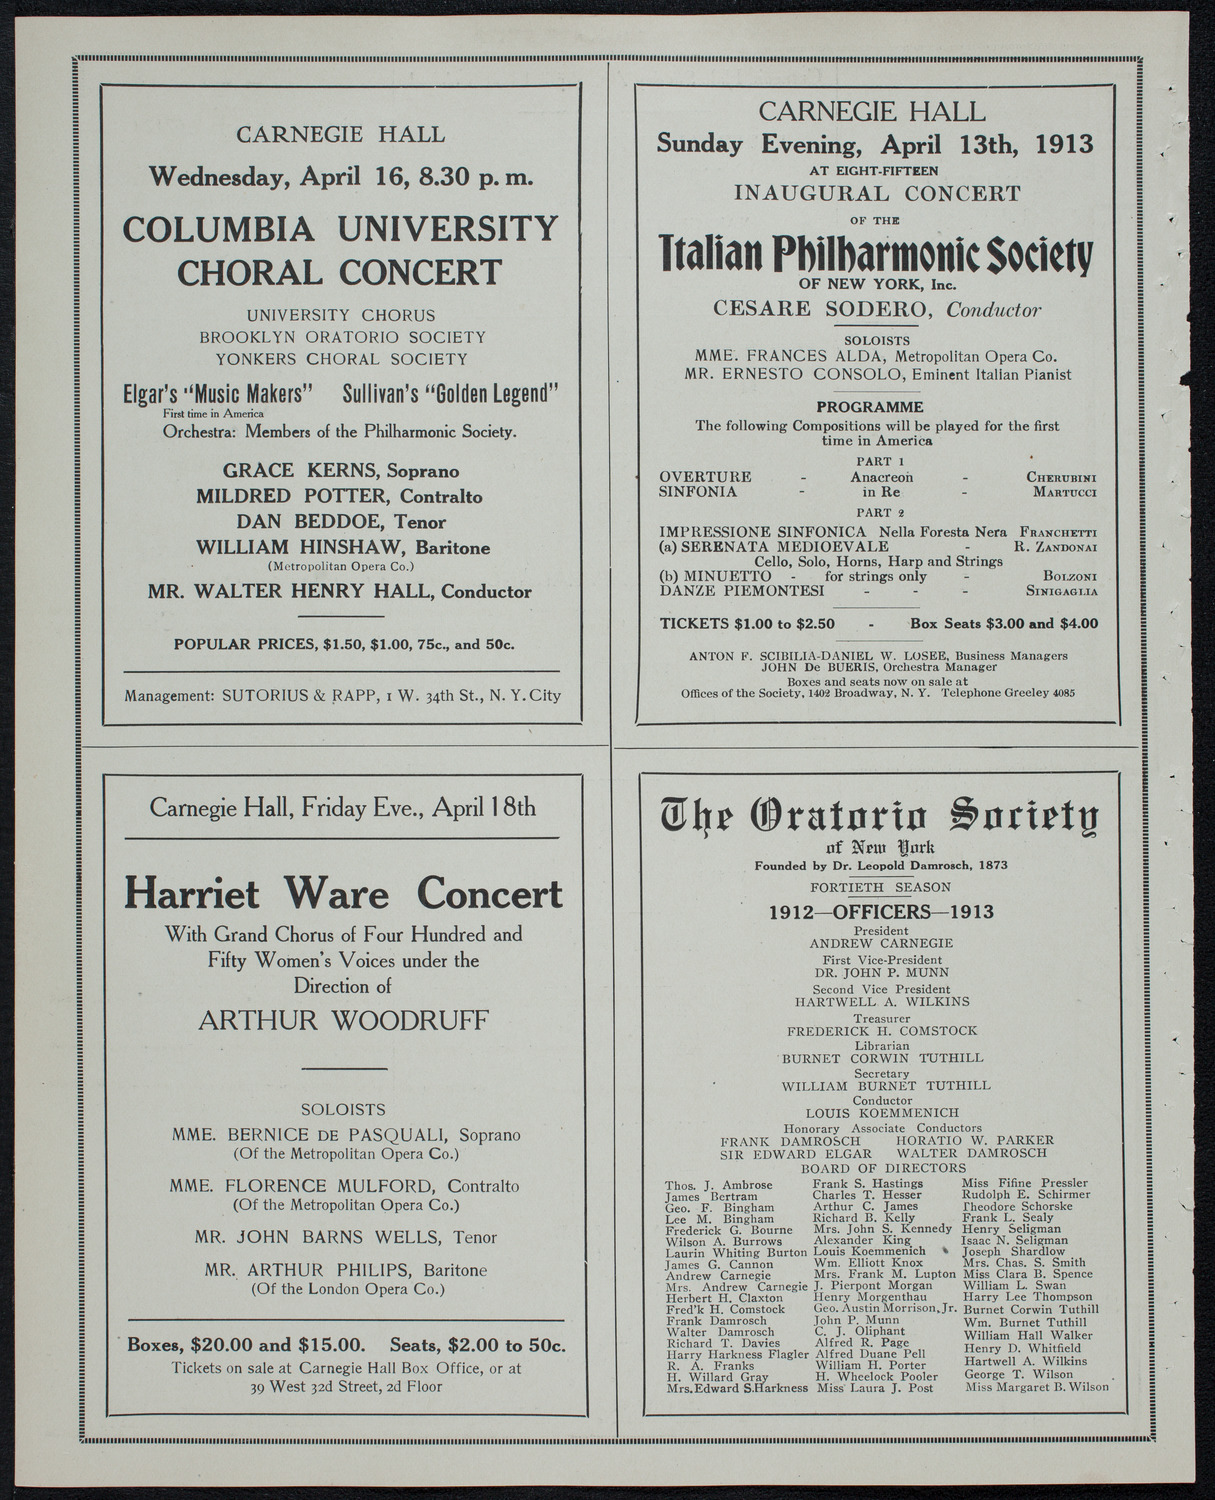 CARNEGIE HALL
Wednesday, April 16, 8.30 p. m.
COLUMBIA UNIVERSITY
CHORAL CONCERT
UNIVERSITY CHORUS
BROOKLYN ORATORIO SOCIETY
YONKERS CHORAL SOCIETY
Elgar's "Music Makers" Sullivan's "Golden Legend"
First time in America
Orchestra: Members of the Philharmonic Society.
GRACE KERNS, Soprano
MILDRED POTTER, Contralto
DAN BEDDOE, Tenor
WILLIAM HINSHAW, Baritone
(Metropolitan Opera Co.)
MR. WALTER HENRY HALL, Conductor
POPULAR PRICES, $1.50, $1.00, 75c., and 50c.
Management: SUTORIUS & RAPP, 1 W. 34th St., N. Y. City
CARNEGIE HALL
Sunday Evening, April 13th, 1913
AT EIGHT-FIFTEEN
INAUGURAL CONCERT
OF THE
Italian Philharmonic Society
OF NEW YORK, Inc.
CESARE SODERO, Conductor
SOLOISTS
MME. FRANCES ALDA, Metropolitan Opera Co.
MR. ERNESTO CONSOLO, Eminent Italian Pianist
PROGRAMME
The following Compositions will be played for the first
time in America
PART 1
OVERTURE - Anacreon - CHERUBINI
SINFONIA - in Re - MARTUCCI
PART 2
IMPRESSIONE SINFONICA Nella Foresta Nera FRANCHETTI
(a) SERENATA MEDIOEVALE - R. ZANDONAI
Cello, Solo, Horns, Harp and Strings
(b) MINUETTO - for strings only - BOLZONI
DANZE PIEMONTESI - - - SINIGAGLIA
TICKETS $1.00 to $2.50 - Box Seats $3.00 and $4.00
ANTON F. SCIBILIA-DANIEL W. LOSEE, Business Managers
JOHN De BUERIS, Orchestra Manager
Boxes and seats now on sale at
Offices of the Society, 1402 Broadway, N. Y. Telephone Greeley 4085
Carnegie Hall, Friday Eve., April 18th
Harriet Ware Concert
With Grand Chorus of Four Hundred and
Fifty Women's Voices under the
Direction of
ARTHUR WOODRUFF
SOLOISTS
MME. BERNICE DE PASQUALI, Soprano
(Of the Metropolitan Opera Co.)
MME. FLORENCE MULFORD, Contralto
(Of the Metropolitan Opera Co.)
MR. JOHN BARNS WELLS, Tenor
MR. ARTHUR PHILIPS, Baritone
(Of the London Opera Co.)
Boxes, $20.00 and $15.00. Seats, $2.00 to 50c.
Tickets on sale at Carnegie Hall Box Office, or at
39 West 32d Street, 2d Floor
The Oratorio Society
of New York
Founded by Dr. Leopold Damrosch, 1873
FORTIETH SEASON
1912—OFFICERS—1913
President
ANDREW CARNEGIE
First Vice-President
DR. JOHN P. MUNN
Second Vice President
HARTWELL A. WILKINS
Treasurer
FREDERICK H. COMSTOCK
Librarian
BURNET CORWIN TUTHILL
Secretary
WILLIAM BURNET TUTHILL
Conductor
LOUIS KOEMMENICH
Honorary Associate Conductors
FRANK DAMROSCH HORATIO W. PARKER
SIR EDWARD ELGAR WALTER DAMROSCH
BOARD OF DIRECTORS
Thos. J. Ambrose
James Bertram
Geo. F. Bingham
Lee M. Bingham
Frederick G. Bourne
Wilson A. Burrows
Laurin Whiting Burton
James G. Cannon
Andrew Carnegie
Mrs. Andrew Carnegie
Herbert H. Claxton
Fred'k H. Comstock
Frank Damrosch
Walter Damrosch
Richard T. Davies
Harry Harkness Flagler
R. A. Franks
H. Willard Gray
Mrs. Edward S. Harkness
Frank S. Hastings
Charles T. Hesser
Arthur C. James
Richard B. Kelly
Mrs. John S. Kennedy
Alexander King
Louis Koemmenich
Wm. Elliott Knox
Mrs. Frank M. Lupton
J. Pierpont Morgan
Henry Morgenthau
Geo. Austin Morrison, Jr.
John P. Munn
C. J. Oliphant
Alfred R. Page
Alfred Duane Pell
William H. Porter
H. Wheelock Pooler
Miss Laura J. Post
Miss Fifine Pressler
Rudolph E. Schirmer
Theodore Schorske
Frank L. Sealy
Henry Seligman
Isaac N. Seligman
Joseph Shardlow
Mrs. Chas. S. Smith
Miss Clara B. Spence
William L. Swan
Harry Lee Thompson
Burnet Corwin Tuthill
Wm. Burnet Tuthill
William Hall Walker
Henry D. Whitfield
Hartwell A. Wilkins
George T. Wilson
Miss Margaret B. Wilson